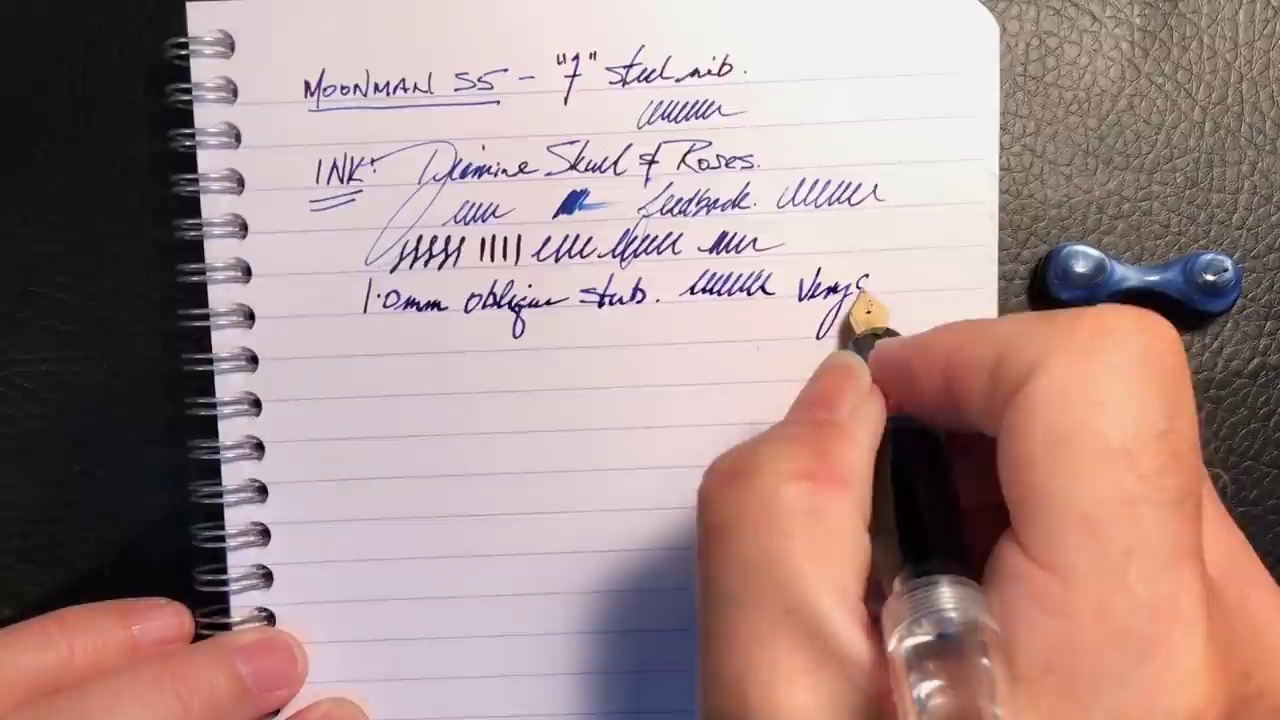 MOONMAN S5 - "f" steel nib.
INK: Diamine Skull & Roses.
feedback.
1.0mm oblique stub. Very s